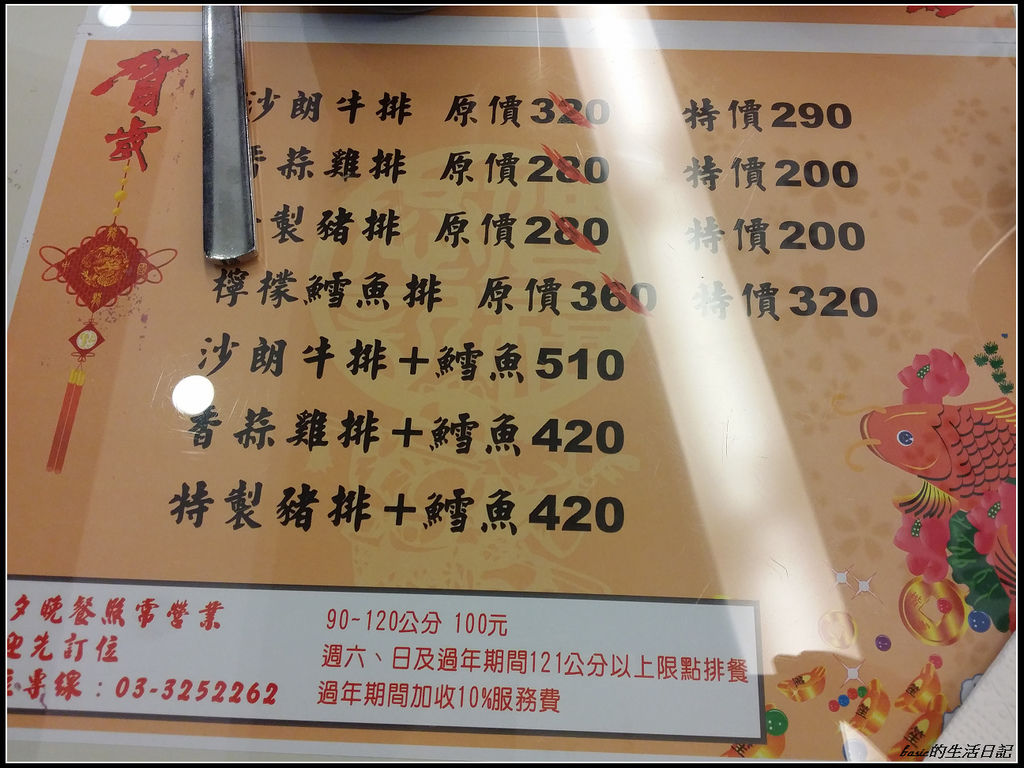 賀歲
沙朗牛排 原價320 特價290
蒜雞排 原價280 特價200
製豬排 原價280 特價200
檸檬鱈魚排 原價360 特價320
沙朗牛排+鱈魚510
香蒜雞排+鱈魚420
特製豬排+鱈魚420
夕晚餐照常營業
迎先訂位
專線:03-3252262
90-120公分 100元
週六、日及過年期間121公分以上限點排餐
過年期間加收10%服務費
basic的生活日記